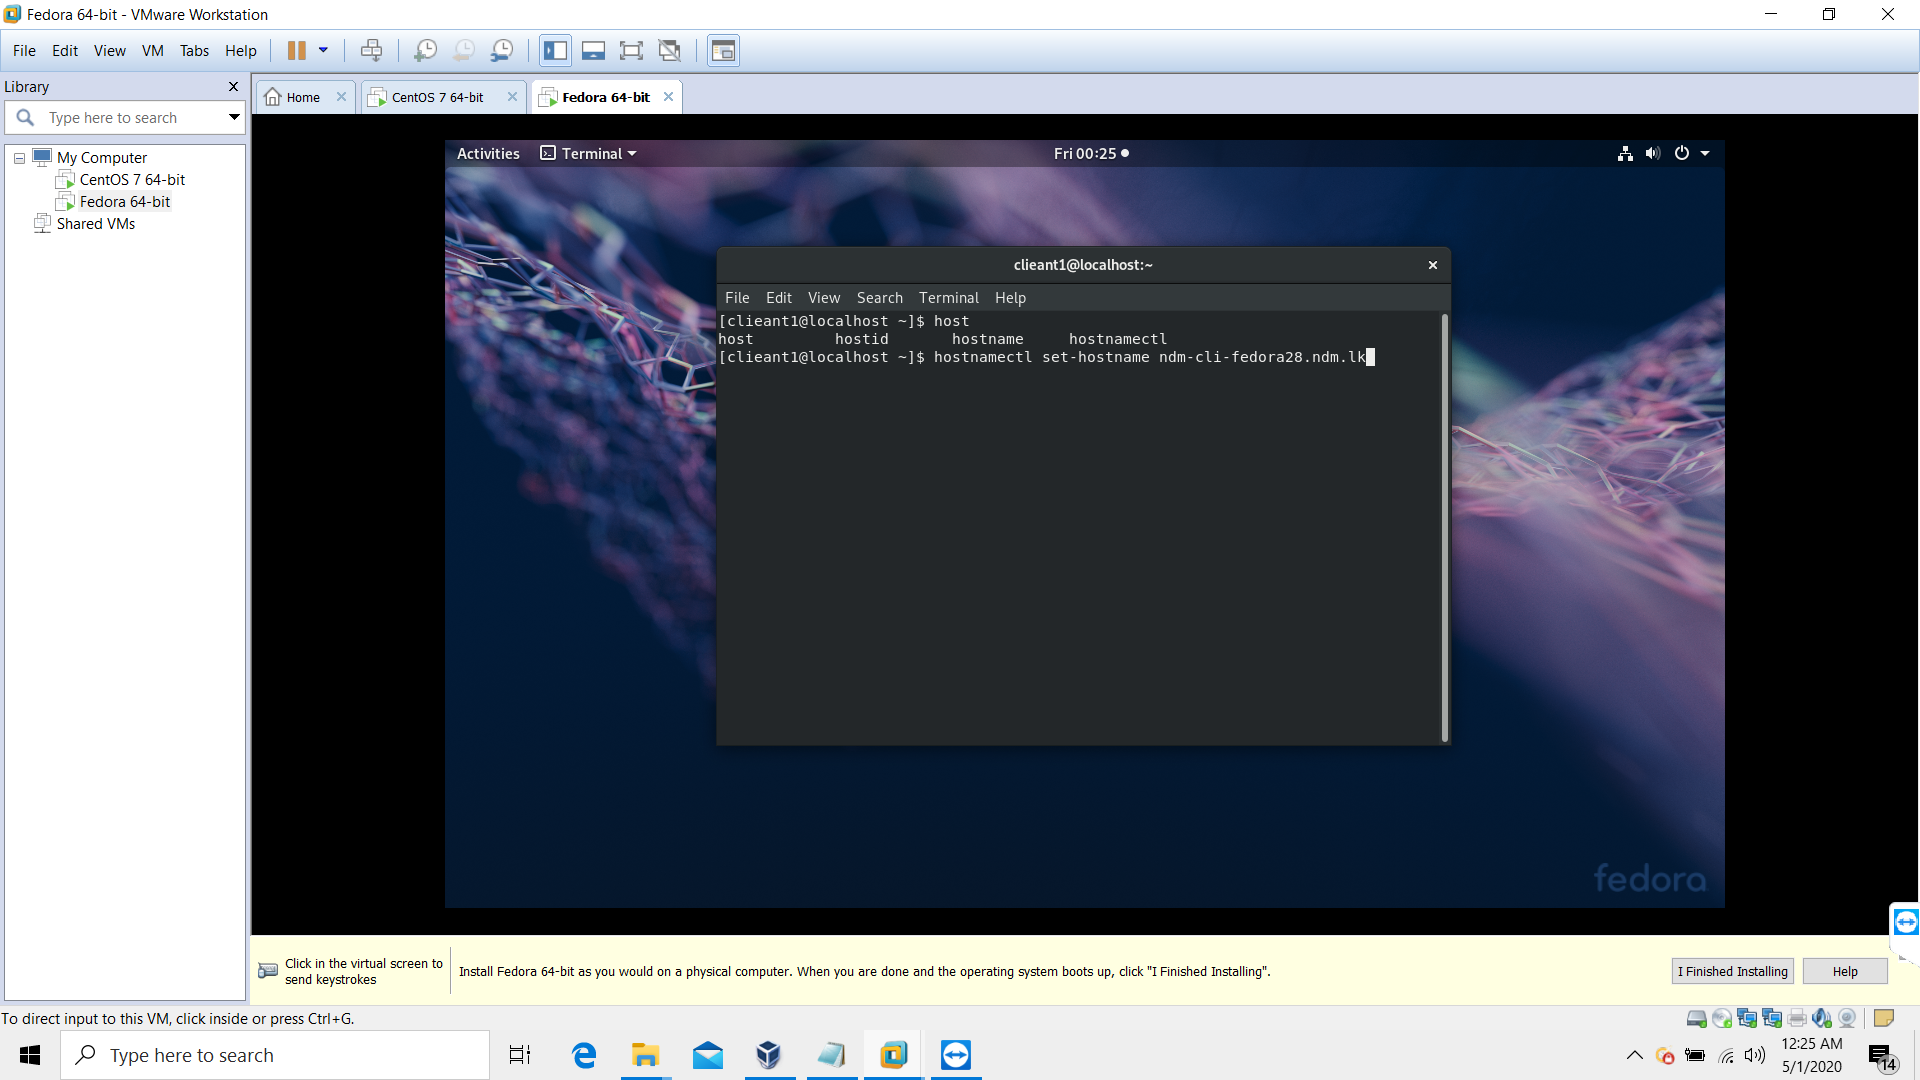 Fedora 64-bit - VMware Workstation
File Edit View VM Tabs Help
Library x
Type here to search
Home
CentOS 7 64-bit
Fedora 64-bit
My Computer
CentOS 7 64-bit
Fedora 64-bit
Shared VMs
Activities Terminal Fri 00:25
clieant1@localhost:~
File Edit View Search Terminal Help
[clieant1@localhost ~]$ host
host hostid hostname hostnamectl
[clieant1@localhost ~]$ hostnamectl set-hostname ndm-cli-fedora28.ndm.lk
fedora
Click in the virtual screen to
send keystrokes
Install Fedora 64-bit as you would on a physical computer. When you are done and the operating system boots up, click "I Finished Installing".
I Finished Installing
Help
To direct input to this VM, click inside or press Ctrl+G.
Type here to search
12:25 AM
5/1/2020
14